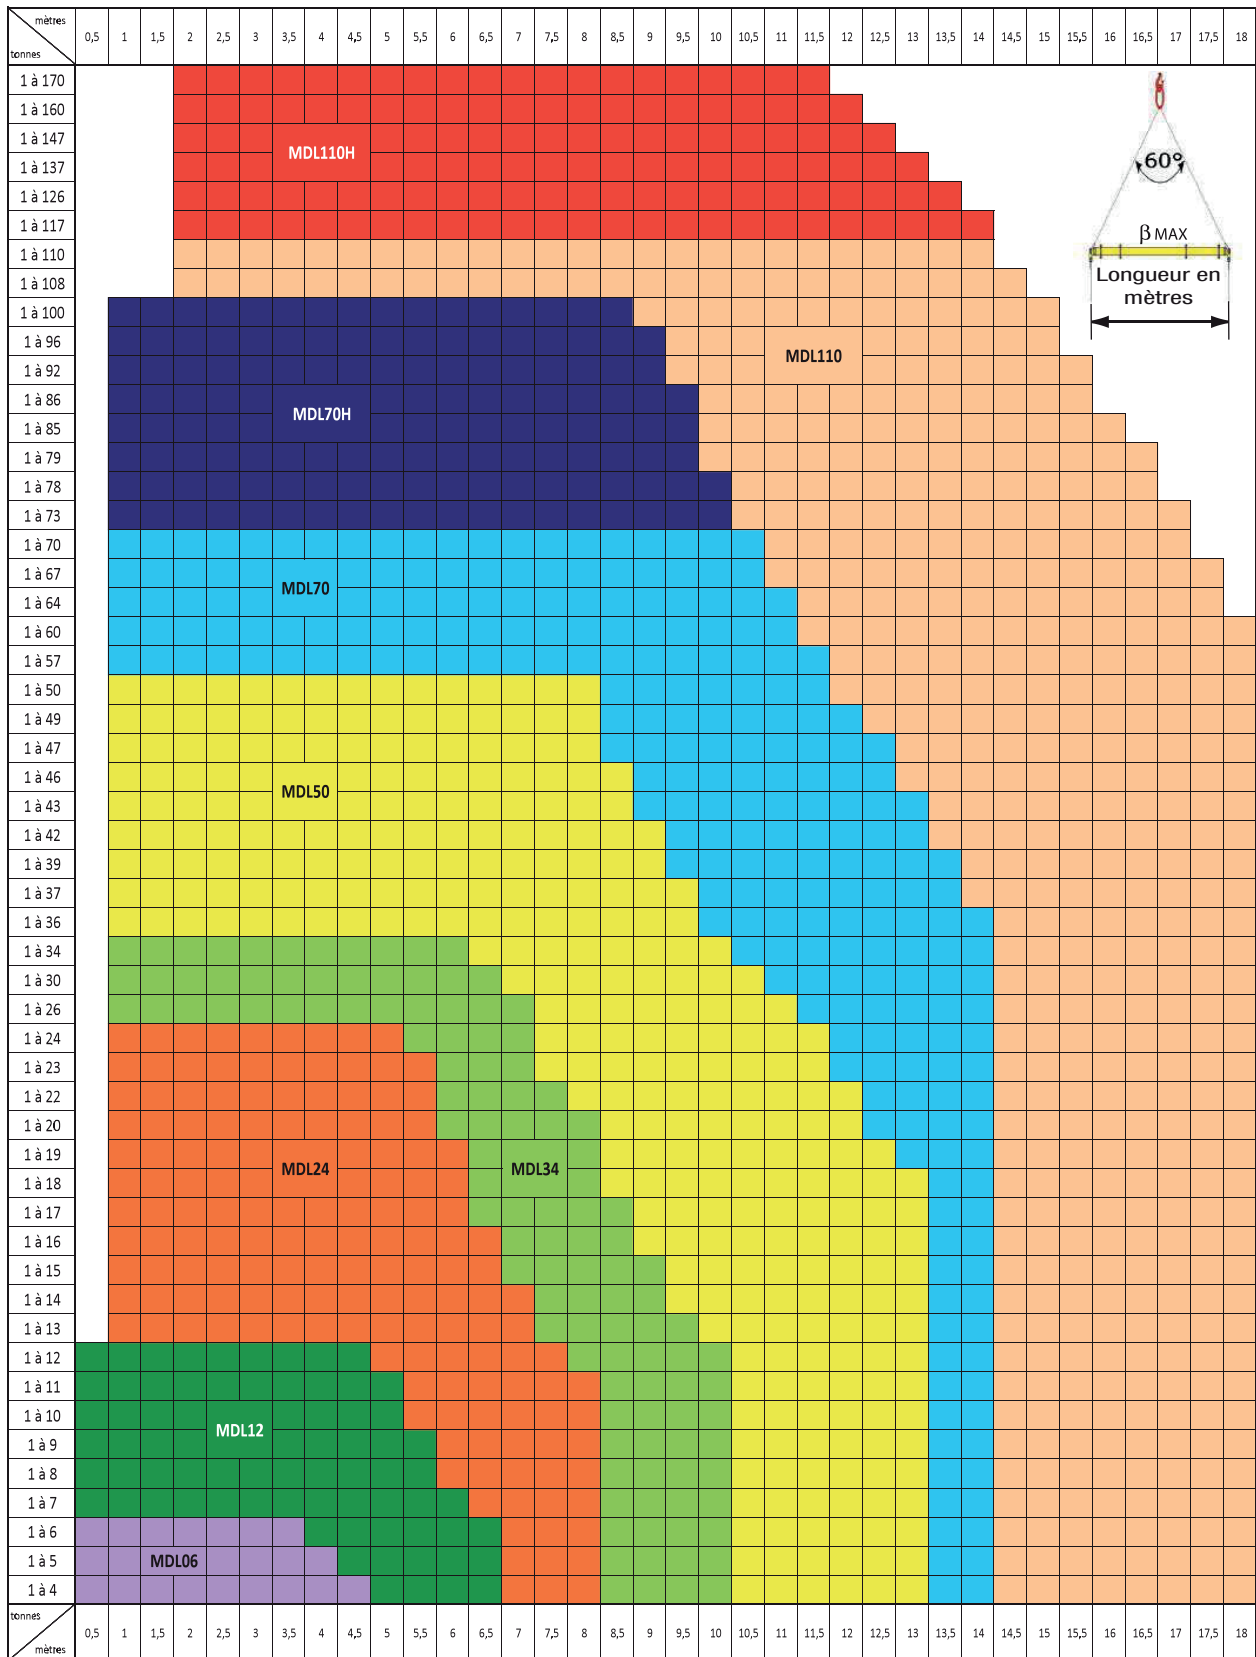 mètres
tonnes
0,5 1 1,5 2 2,5 3 3,5 4 4,5 5 5,5 6 6,5 7 7,5 8 8,5 9 9,5 10 10,5 11 11,5 12 12,5 13 13,5 14 14,5 15 15,5 16 16,5 17 17,5 18
1 à 170
1 à 160
1 à 147
MDL110H
1 à 137
60°
1 à 126
1 à 117
β MAX
1 à 110
1 à 108
Longueur en
mètres
1 à 100
1 à 96
MDL110
1 à 92
1 à 86
MDL70H
1 à 85
1 à 79
1 à 78
1 à 73
1 à 70
1 à 67
MDL70
1 à 64
1 à 60
1 à 57
1 à 50
1 à 49
1 à 47
1 à 46
MDL50
1 à 43
1 à 42
1 à 39
1 à 37
1 à 36
1 à 34
1 à 30
1 à 26
1 à 24
1 à 23
1 à 22
1 à 20
1 à 19
MDL24 MDL34
1 à 18
1 à 17
1 à 16
1 à 15
1 à 14
1 à 13
1 à 12
1 à 11
1 à 10
MDL12
1 à 9
1 à 8
1 à 7
1 à 6
1 à 5 MDL06
1 à 4
tonnes
mètres
0,5 1 1,5 2 2,5 3 3,5 4 4,5 5 5,5 6 6,5 7 7,5 8 8,5 9 9,5 10 10,5 11 11,5 12 12,5 13 13,5 14 14,5 15 15,5 16 16,5 17 17,5 18